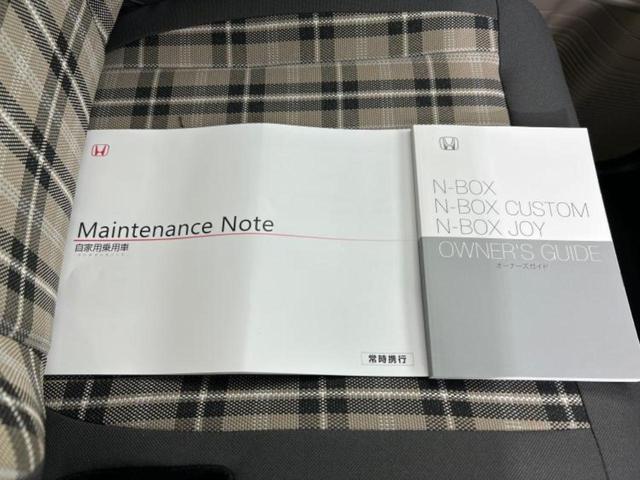 Maintenance Note
自家用乗用車
常時携行
N-BOX
N-BOX CUSTOM
N-BOX JOY
OWNER'S GUIDE
オーナーズガイド